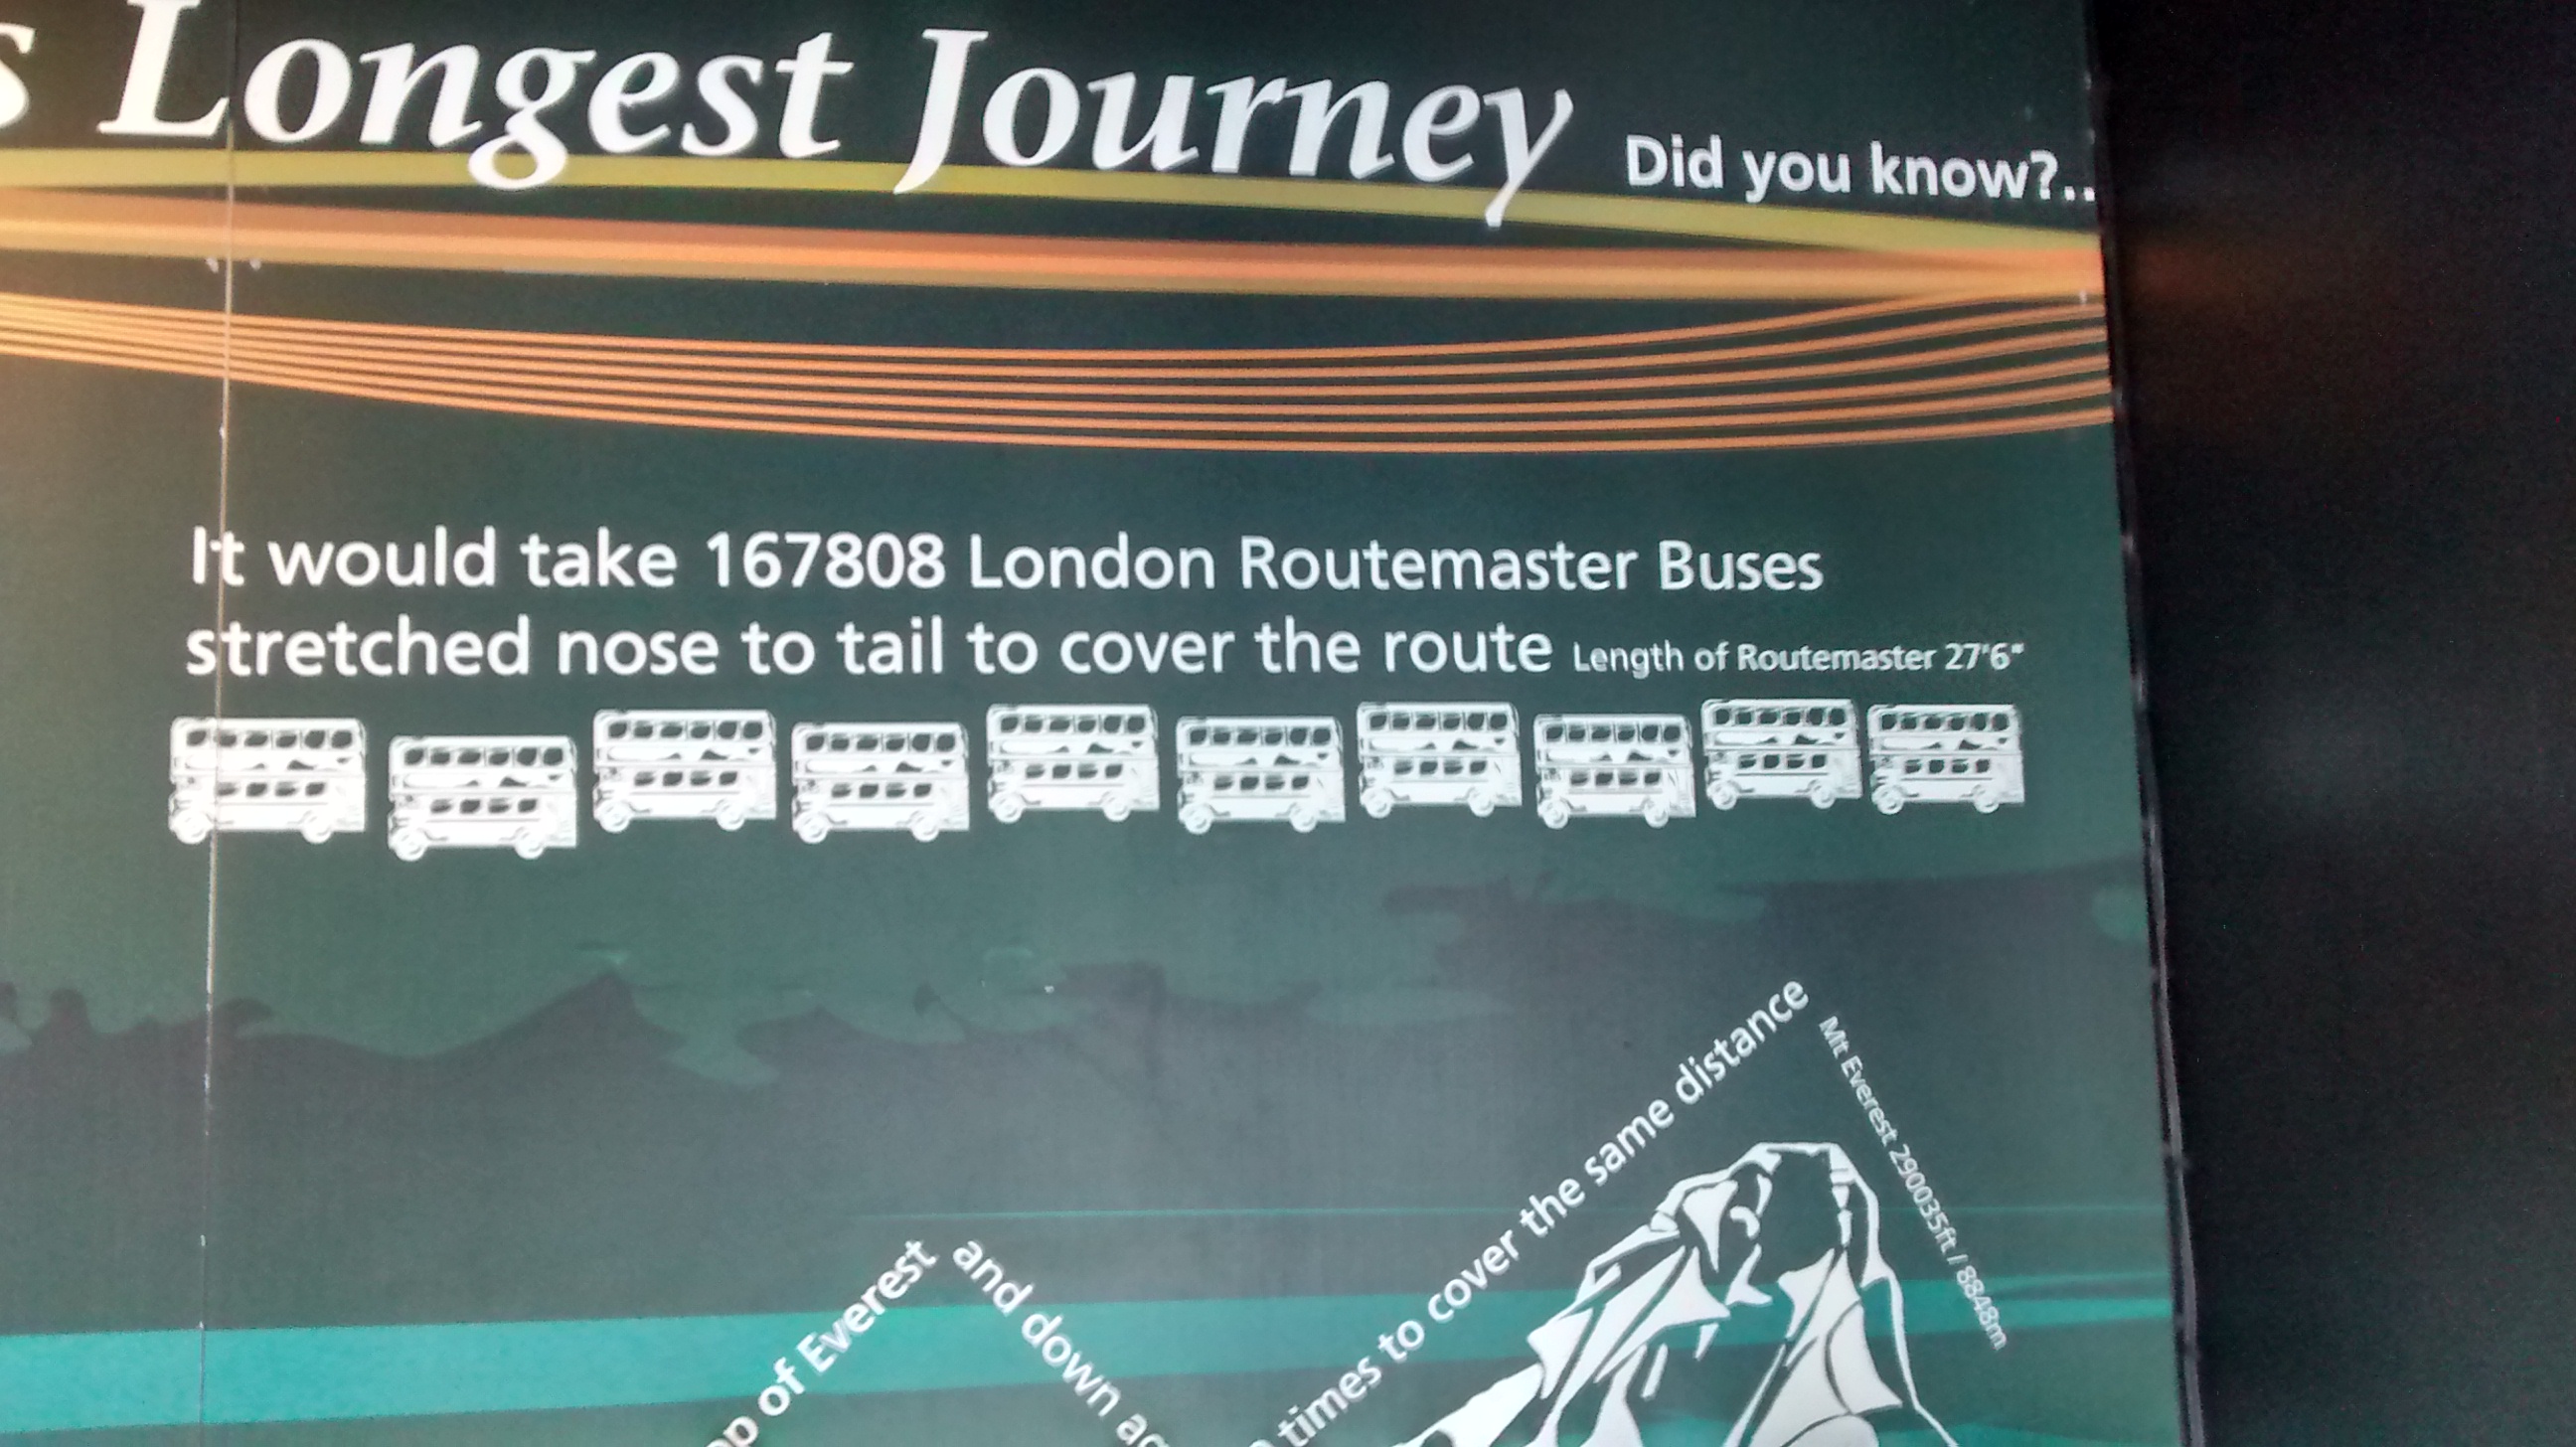 s Longest Journey Did you know?..
It would take 167808 London Routemaster Buses
stretched nose to tail to cover the route Length of Routemaster 27'6"
op of Everest
and down
times to cover the same distance
Mt Everest 290035ft / 8848m